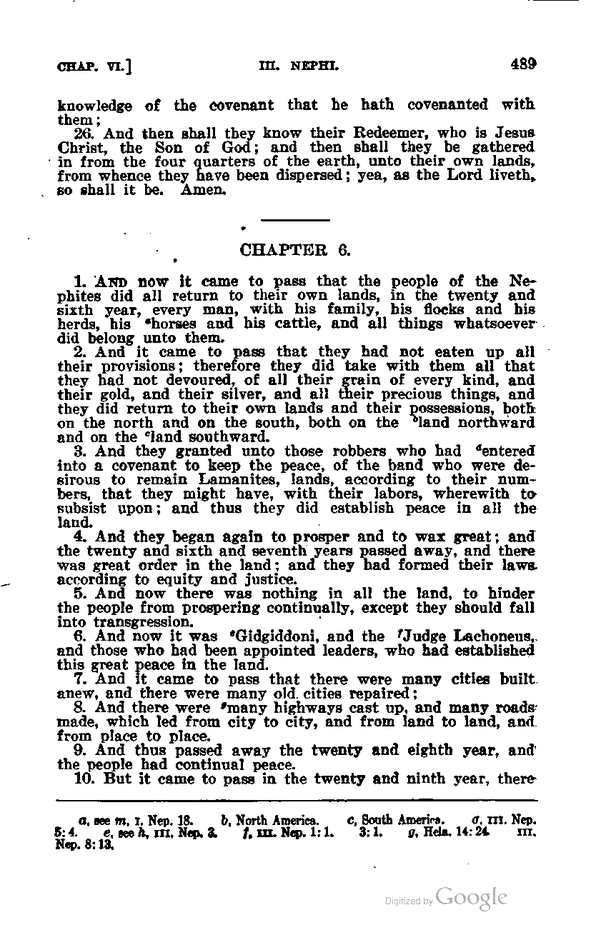 CHAP. VI.] III. NEPHI. 489
knowledge of the covenant that he hath covenanted with
them;
26. And then shall they know their Redeemer, who is Jesus
Christ, the Son of God; and then shall they be gathered
in from the four quarters of the earth, unto their own lands,
from whence they have been dispersed; yea, as the Lord liveth,
so shall it be. Amen.
CHAPTER 6.
1. AND now it came to pass that the people of the Ne-
phites did all return to their own lands, in the twenty and
sixth year, every man, with his family, his flocks and his
herds, his ᵃhorses and his cattle, and all things whatsoever
did belong unto them.
2. And it came to pass that they had not eaten up all
their provisions; therefore they did take with them all that
they had not devoured, of all their grain of every kind, and
their gold, and their silver, and all their precious things, and
they did return to their own lands and their possessions, both
on the north and on the south, both on the ᵇland northward
and on the ᶜland southward.
3. And they granted unto those robbers who had ᵈentered
into a covenant to keep the peace, of the band who were de-
sirous to remain Lamanites, lands, according to their num-
bers, that they might have, with their labors, wherewith to
subsist upon; and thus they did establish peace in all the
land.
4. And they began again to prosper and to wax great; and
the twenty and sixth and seventh years passed away, and there
was great order in the land; and they had formed their laws
according to equity and justice.
5. And now there was nothing in all the land, to hinder
the people from prospering continually, except they should fall
into transgression.
6. And now it was ᵉGidgiddoni, and the ᶠJudge Lachoneus,
and those who had been appointed leaders, who had established
this great peace in the land.
7. And it came to pass that there were many cities built
anew, and there were many old cities repaired;
8. And there were ᵍmany highways cast up, and many roads
made, which led from city to city, and from land to land, and
from place to place.
9. And thus passed away the twenty and eighth year, and
the people had continual peace.
10. But it came to pass in the twenty and ninth year, there
a, see m, I. Nep. 18. b, North America. c, South America. d, III. Nep.
5:4. e, see h, III, Nep. 3. f, III. Nep. 1:1. 3:1. g, Hela. 14:24. III.
Nep. 8:13.
Digitized by Google